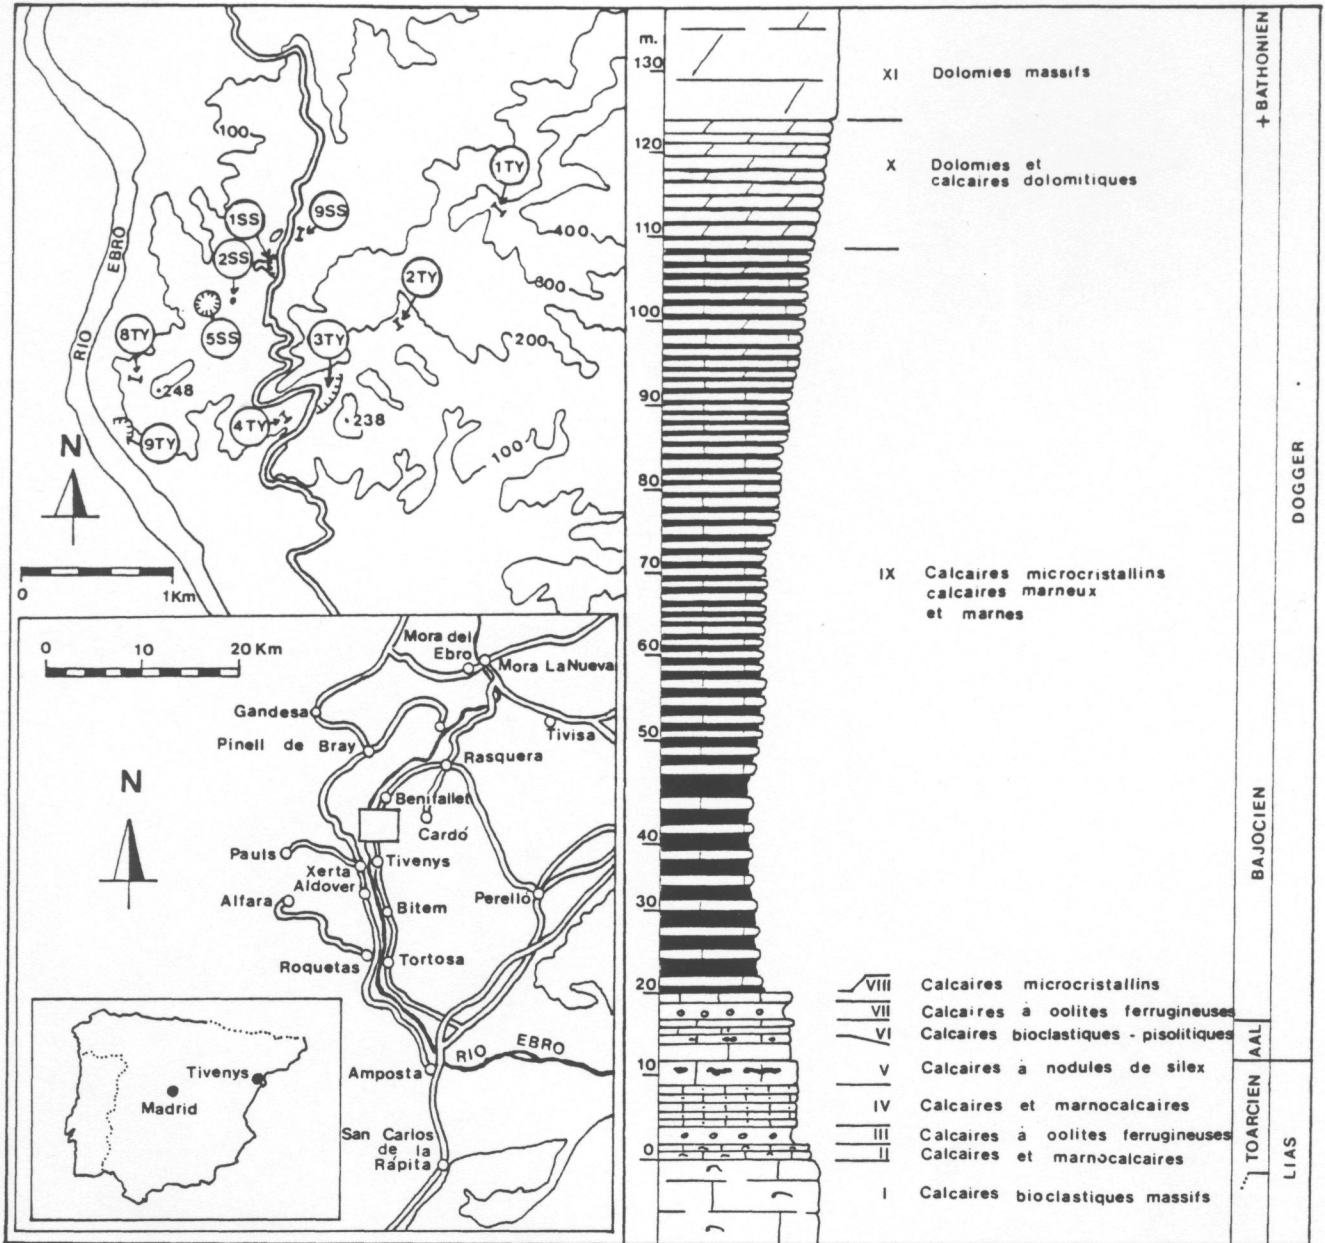 100
1TY
9SS
1SS
400
2SS
EBRO
2TY
300
8TY
5SS
3TY
200
RIO
248
4TY
238
9TY
100
N
0
1Km
0 10 20 Km
Mora del
Ebro
Mora La Nueva
Gandesa
Tivisa
Pinell de Bray
Rasquera
N
Benifallet
Cardó
Pauls
Tivenys
Xerta
Aldover
Perelló
Alfara
Bitem
Roquetas
Tortosa
RIO EBRO
Amposta
Tivenys
Madrid
San Carlos
de la
Rápita
m.
130
120
110
100
90
80
70
60
50
40
30
20
10
0
XI Dolomies massifs
X Dolomies et
calcaires dolomitiques
IX Calcaires microcristallins
calcaires marneux
et marnes
VIII Calcaires microcristallins
VII Calcaires à oolites ferrugineuses
VI Calcaires bioclastiques - pisolitiques
V Calcaires à nodules de silex
IV Calcaires et marnocalcaires
III Calcaires à oolites ferrugineuses
II Calcaires et marnocalcaires
I Calcaires bioclastiques massifs
+ BATHONIEN
BAJOCIEN
AAL
TOARCIEN
DOGGER
LIAS